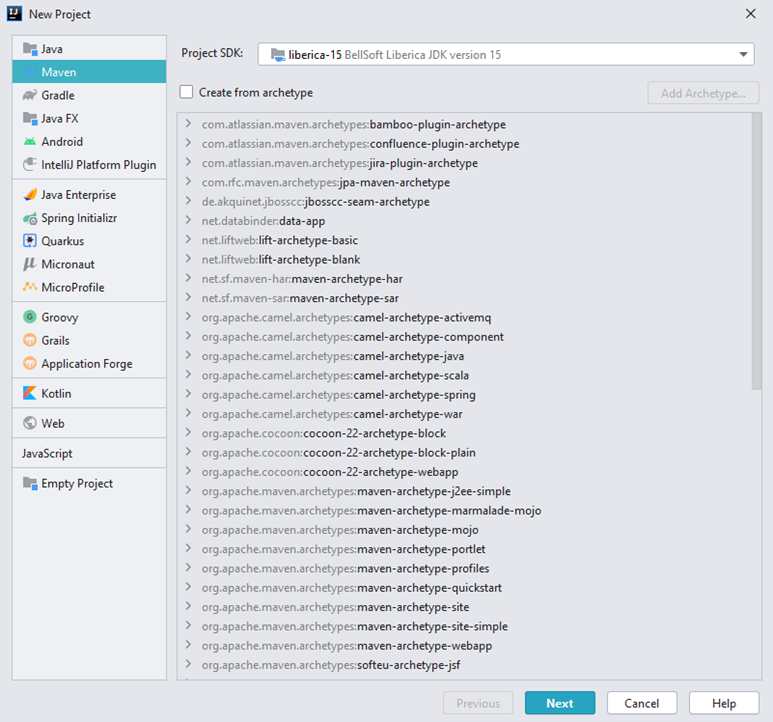 New Project
Java
Maven
Gradle
Java FX
Android
IntelliJ Platform Plugin
Java Enterprise
Spring Initializr
Quarkus
Micronaut
MicroProfile
Groovy
Grails
Application Forge
Kotlin
Web
JavaScript
Empty Project
Project SDK: liberica-15 BellSoft Liberica JDK version 15
Create from archetype
Add Archetype...
com.atlassian.maven.archetypes:bamboo-plugin-archetype
com.atlassian.maven.archetypes:confluence-plugin-archetype
com.atlassian.maven.archetypes:jira-plugin-archetype
com.rfc.maven.archetypes:jpa-maven-archetype
de.akquinet.jbosscc:jbosscc-seam-archetype
net.databinder:data-app
net.liftweb:lift-archetype-basic
net.liftweb:lift-archetype-blank
net.sf.maven-har:maven-archetype-har
net.sf.maven-sar:maven-archetype-sar
org.apache.camel.archetypes:camel-archetype-activemq
org.apache.camel.archetypes:camel-archetype-component
org.apache.camel.archetypes:camel-archetype-java
org.apache.camel.archetypes:camel-archetype-scala
org.apache.camel.archetypes:camel-archetype-spring
org.apache.camel.archetypes:camel-archetype-war
org.apache.cocoon:cocoon-22-archetype-block
org.apache.cocoon:cocoon-22-archetype-block-plain
org.apache.cocoon:cocoon-22-archetype-webapp
org.apache.maven.archetypes:maven-archetype-j2ee-simple
org.apache.maven.archetypes:maven-archetype-marmalade-mojo
org.apache.maven.archetypes:maven-archetype-mojo
org.apache.maven.archetypes:maven-archetype-portlet
org.apache.maven.archetypes:maven-archetype-profiles
org.apache.maven.archetypes:maven-archetype-quickstart
org.apache.maven.archetypes:maven-archetype-site
org.apache.maven.archetypes:maven-archetype-site-simple
org.apache.maven.archetypes:maven-archetype-webapp
org.apache.maven.archetypes:softeu-archetype-jsf
Previous
Next
Cancel
Help